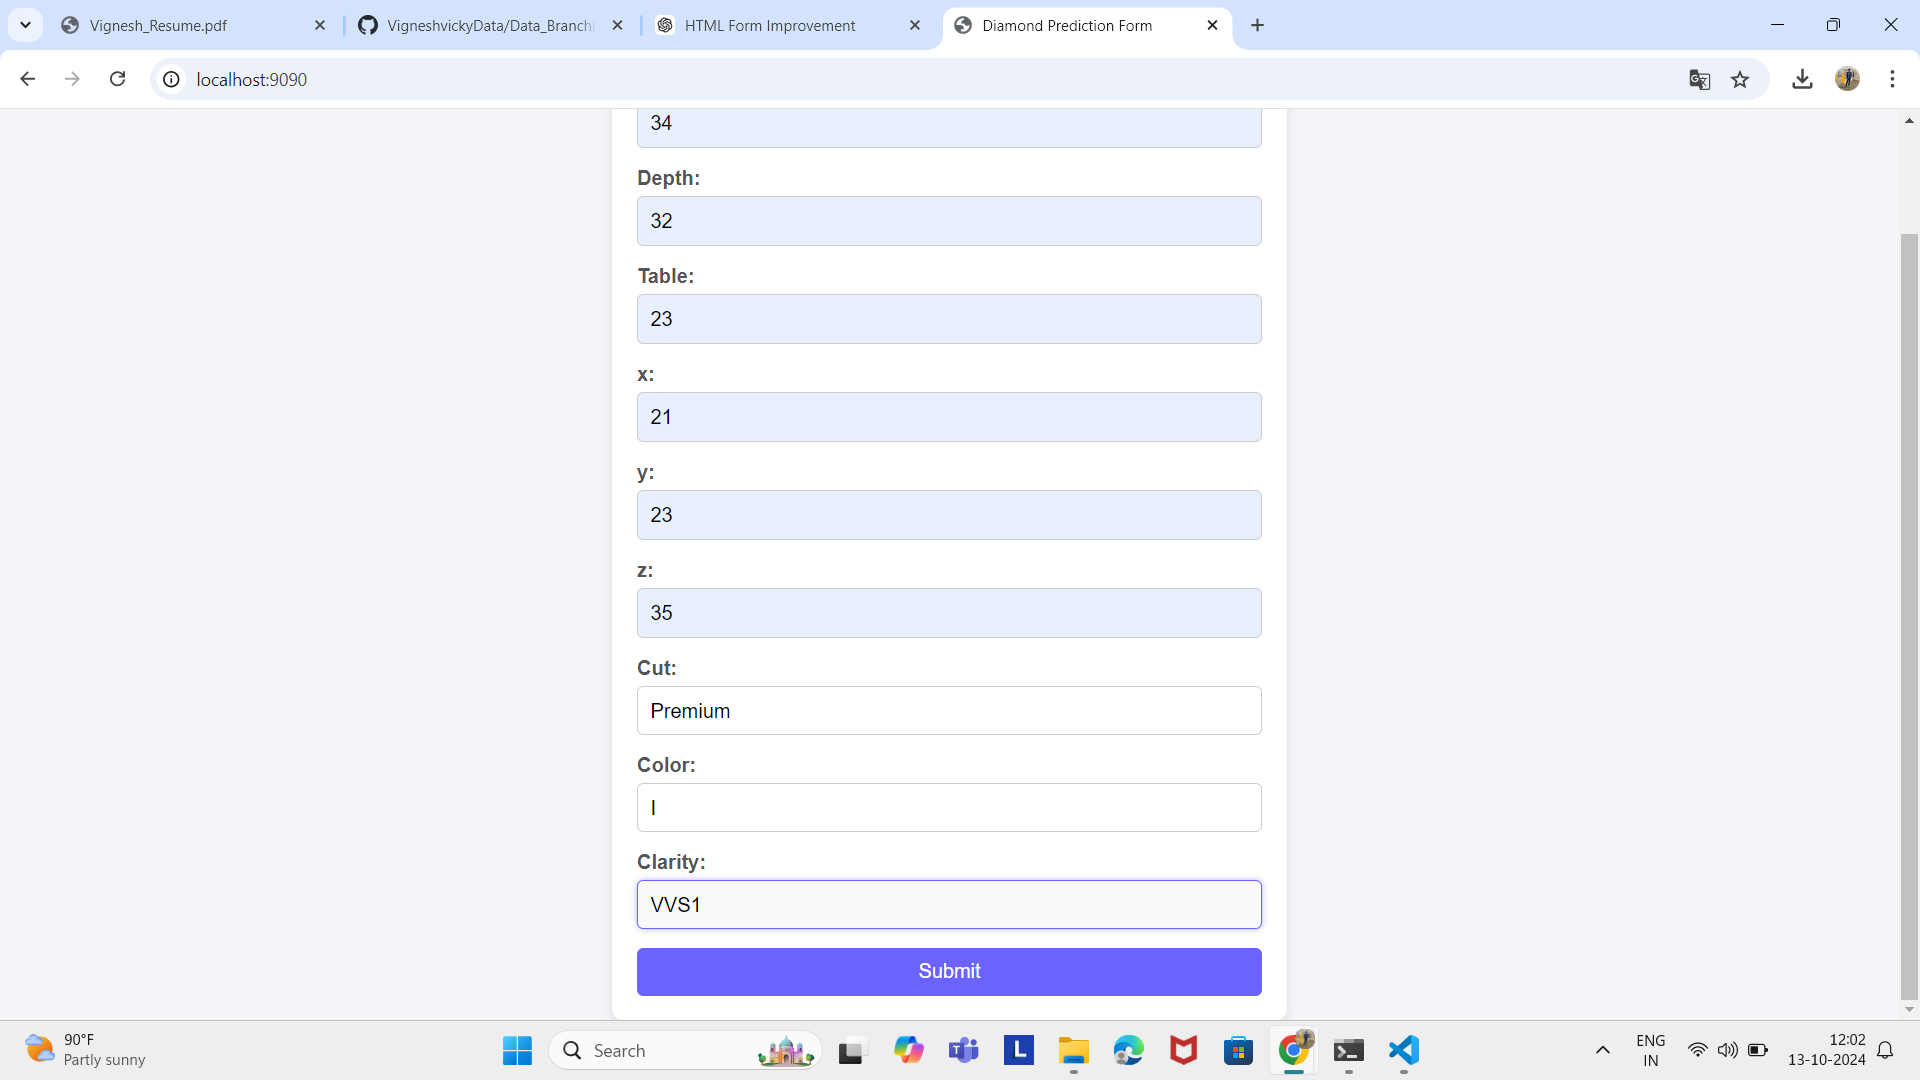 Vignesh_Resume.pdf
VigneshvickyData/Data_Branchi
HTML Form Improvement
Diamond Prediction Form
localhost:9090
34
Depth:
32
Table:
23
x:
21
y:
23
z:
35
Cut:
Premium
Color:
I
Clarity:
VVS1
Submit
90°F
Partly sunny
Search
L
ENG
IN
12:02
13-10-2024